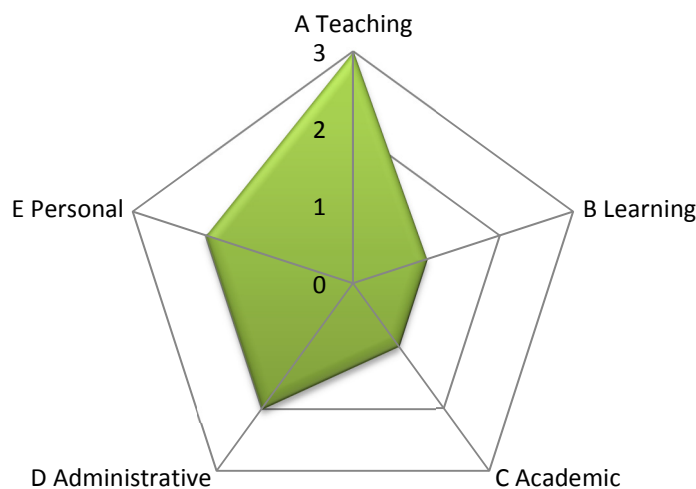 A Teaching
3
2
E Personal
B Learning
1
0
D Administrative
C Academic